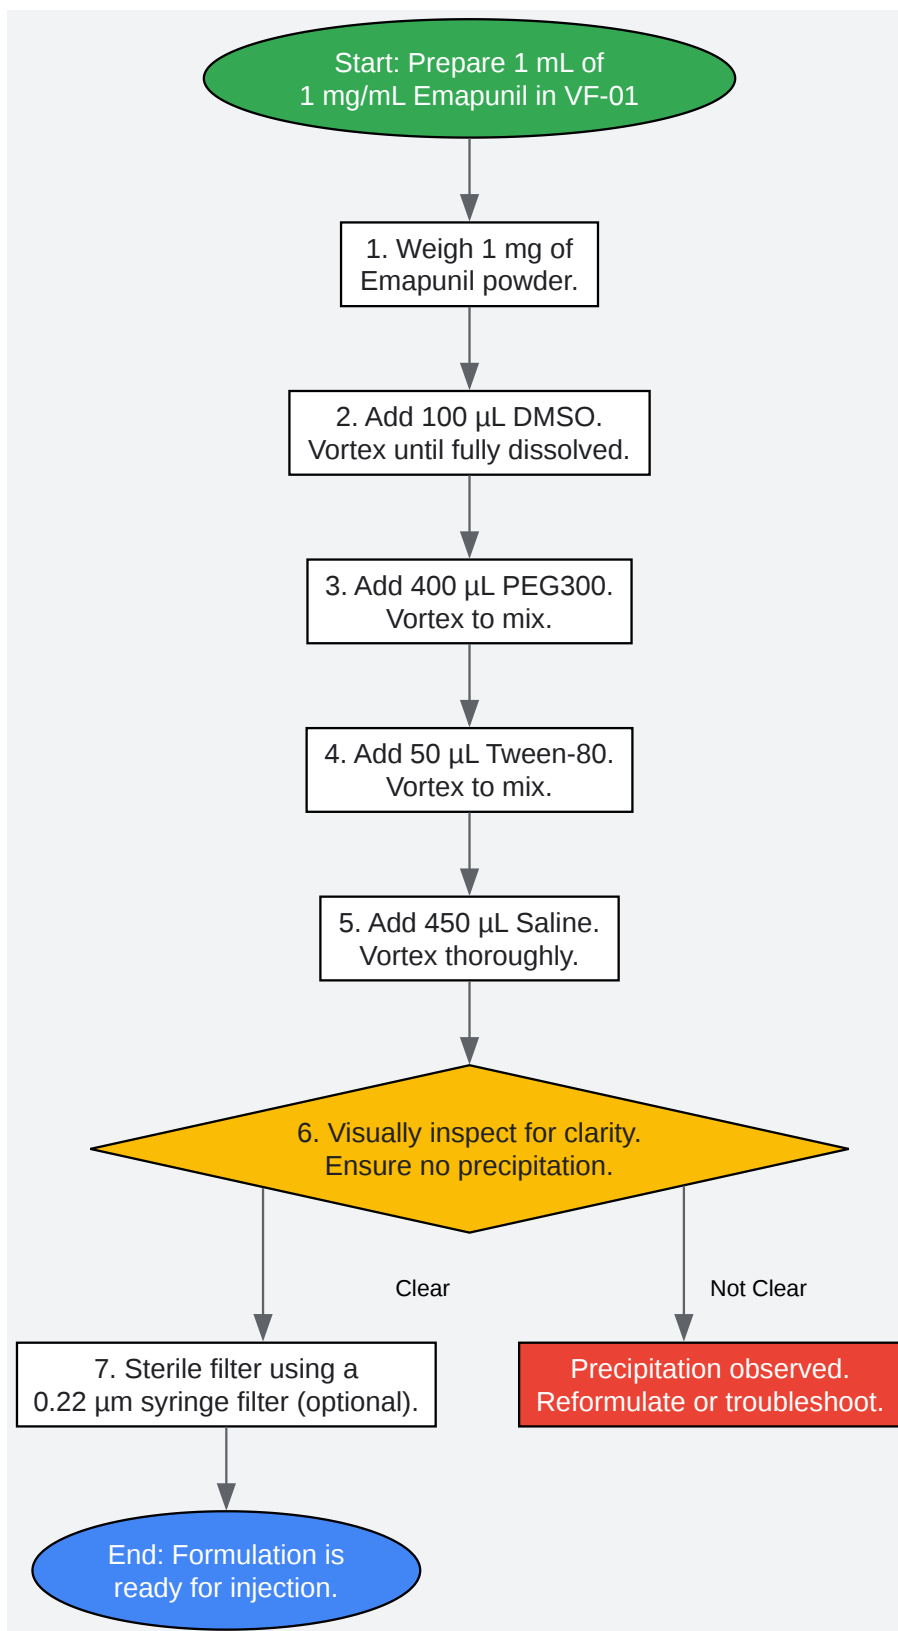 Start: Prepare 1 mL of
1 mg/mL Emapunil in VF-01
1. Weigh 1 mg of
Emapunil powder.
2. Add 100 µL DMSO.
Vortex until fully dissolved.
3. Add 400 µL PEG300.
Vortex to mix.
4. Add 50 µL Tween-80.
Vortex to mix.
5. Add 450 µL Saline.
Vortex thoroughly.
6. Visually inspect for clarity.
Ensure no precipitation.
Clear
Not Clear
7. Sterile filter using a
0.22 µm syringe filter (optional).
Precipitation observed.
Reformulate or troubleshoot.
End: Formulation is
ready for injection.